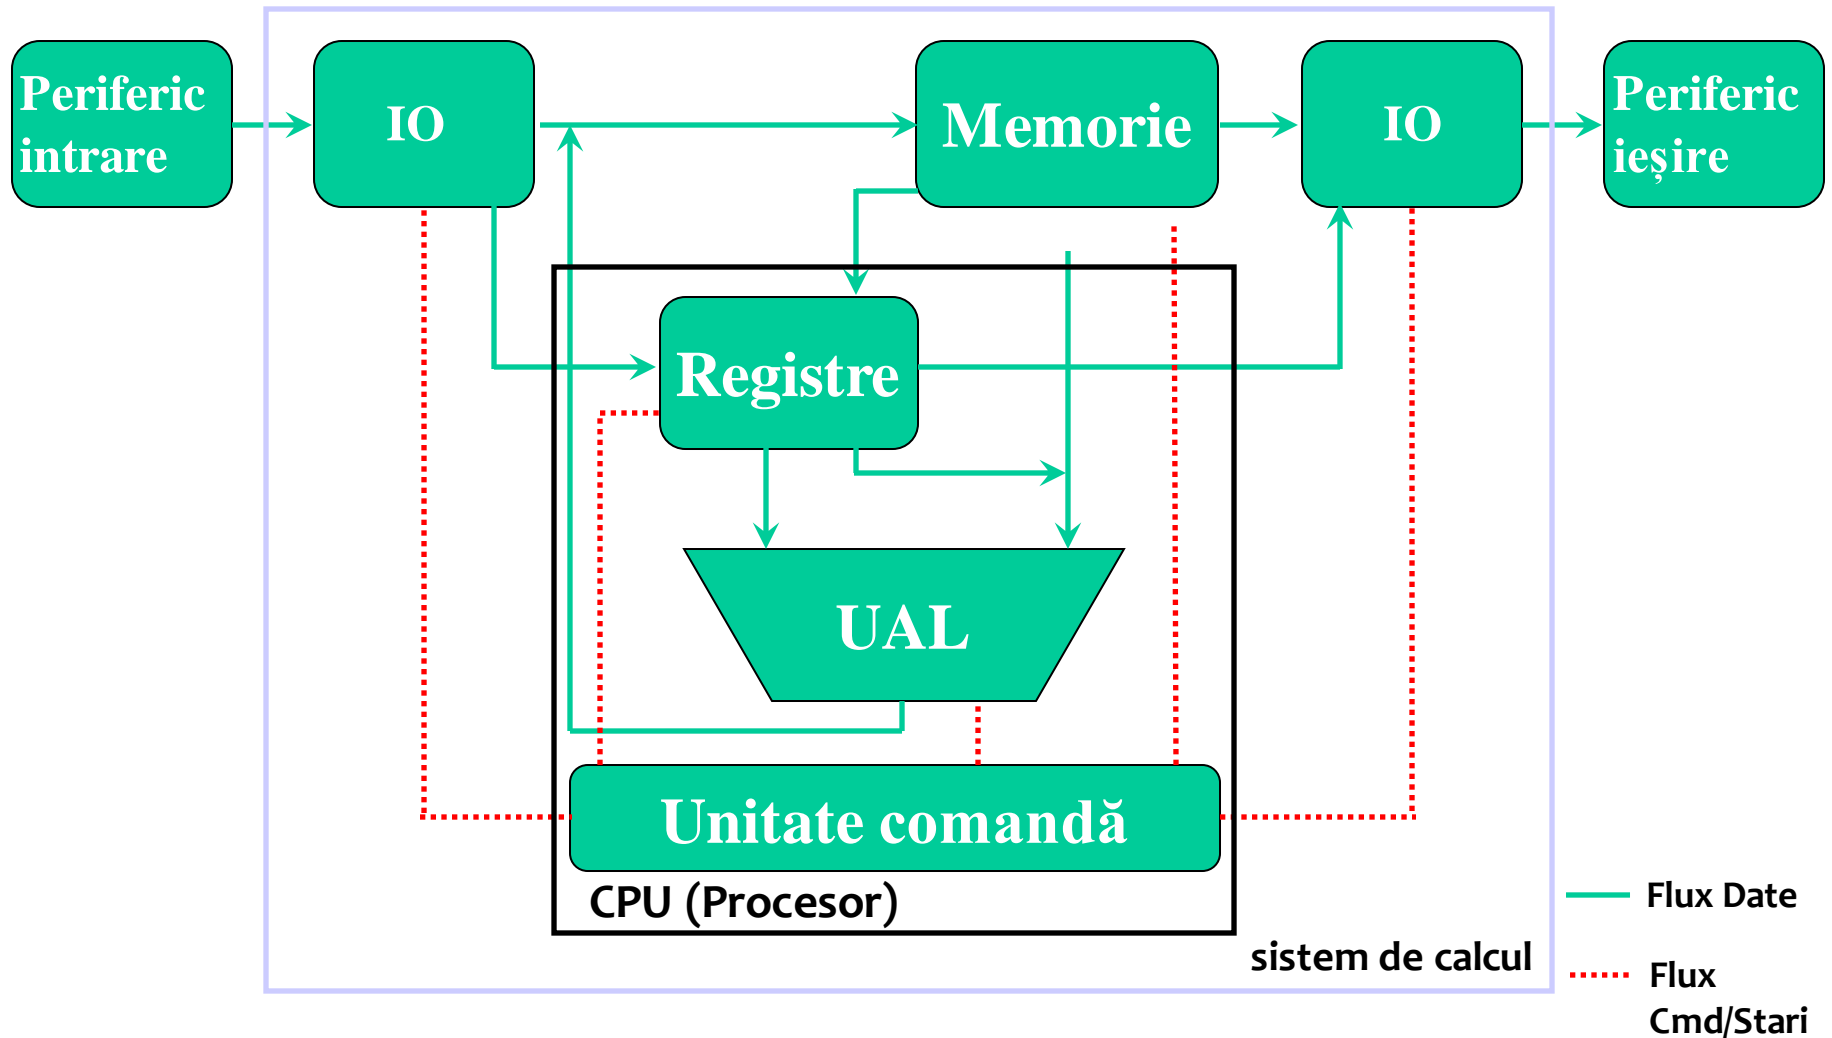 Periferic
intrare
IO
Memorie
IO
Periferic
ieșire
Registre
UAL
Unitate comandă
CPU (Procesor)
sistem de calcul
Flux Date
Flux
Cmd/Stari